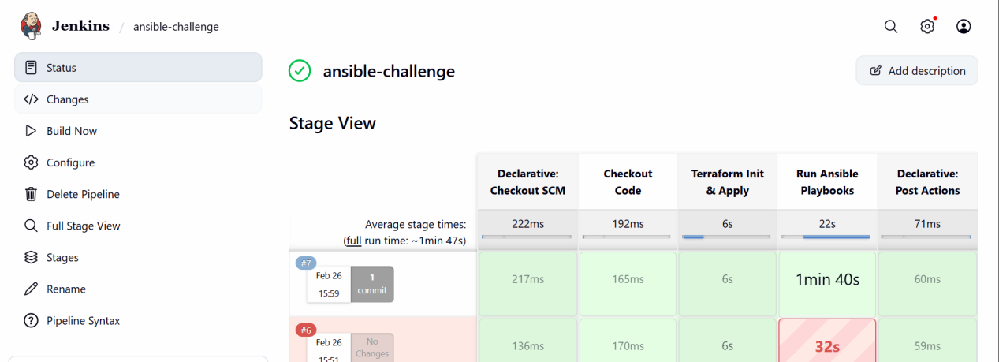 Jenkins / ansible-challenge
Status
Changes
Build Now
Configure
Delete Pipeline
Full Stage View
Stages
Rename
Pipeline Syntax
ansible-challenge
Add description
Stage View
Declarative: Checkout SCM
Checkout Code
Terraform Init & Apply
Run Ansible Playbooks
Declarative: Post Actions
Average stage times:
(full run time: ~1min 47s)
222ms
192ms
6s
22s
71ms
#7
Feb 26
15:59
1
commit
217ms
165ms
6s
1min 40s
60ms
#6
Feb 26
15:51
No
Changes
136ms
170ms
6s
32s
59ms